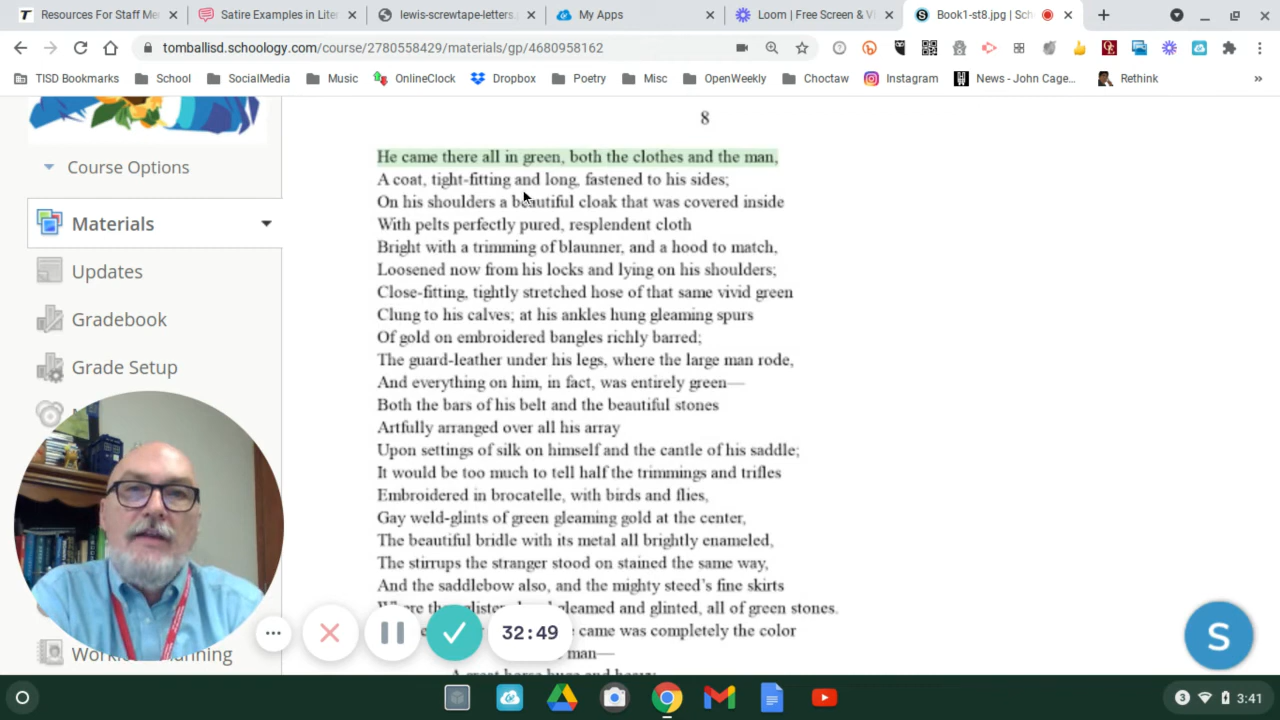 Resources For Staff Me
Satire Examples in Lite
lewis-screwtape-letters.
My Apps
Loom | Free Screen & Vi
Book1-st8.jpg | Sch
tomballisd.schoology.com/course/2780558429/materials/gp/4680958162
TISD Bookmarks School SocialMedia Music OnlineClock Dropbox Poetry Misc OpenWeekly Choctaw Instagram News - John Cage... Rethink »
8
Course Options
Materials
Updates
Gradebook
Grade Setup
He came there all in green, both the clothes and the man,
A coat, tight-fitting and long, fastened to his sides;
On his shoulders a beautiful cloak that was covered inside
With pelts perfectly pured, resplendent cloth
Bright with a trimming of blaunner, and a hood to match,
Loosened now from his locks and lying on his shoulders;
Close-fitting, tightly stretched hose of that same vivid green
Clung to his calves; at his ankles hung gleaming spurs
Of gold on embroidered bangles richly barred;
The guard-leather under his legs, where the large man rode,
And everything on him, in fact, was entirely green—
Both the bars of his belt and the beautiful stones
Artfully arranged over all his array
Upon settings of silk on himself and the cantle of his saddle;
It would be too much to tell half the trimmings and trifles
Embroidered in brocatelle, with birds and flies,
Gay weld-glints of green gleaming gold at the center,
The beautiful bridle with its metal all brightly enameled,
The stirrups the stranger stood on stained the same way,
And the saddlebow also, and the mighty steed's fine skirts
gleamed and glinted, all of green stones.
came was completely the color
man—
A great horse huge and heavy
32:49
S
3 3:41